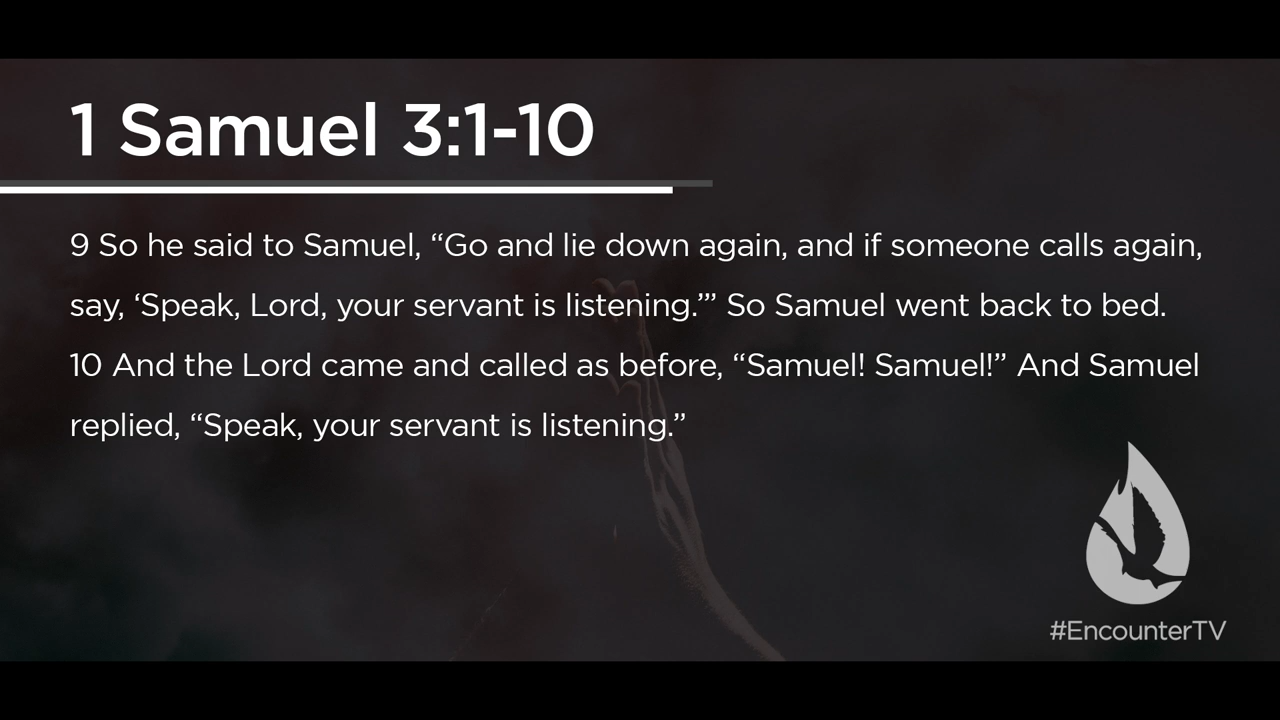 1 Samuel 3:1-10
9 So he said to Samuel, “Go and lie down again, and if someone calls again,
say, ‘Speak, Lord, your servant is listening.’” So Samuel went back to bed.
10 And the Lord came and called as before, “Samuel! Samuel!” And Samuel
replied, “Speak, your servant is listening.”
#EncounterTV